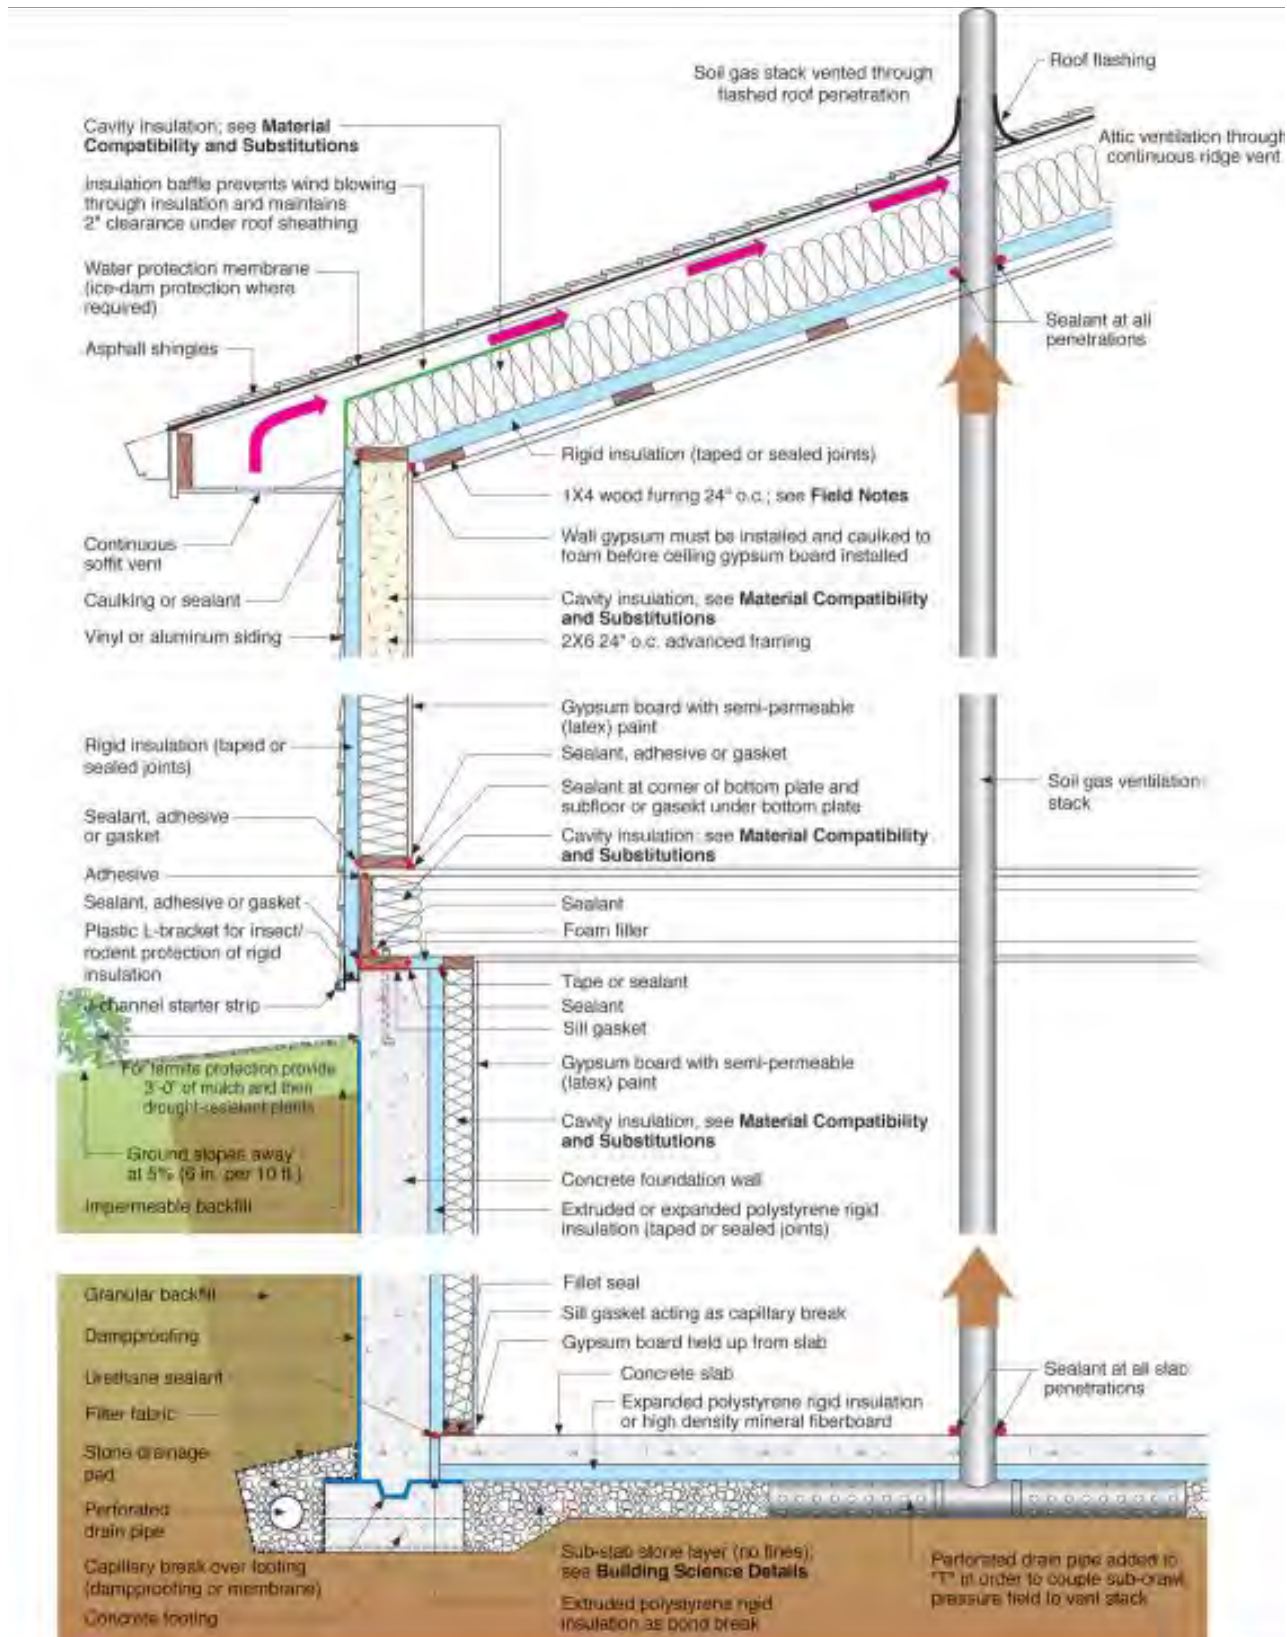 Soil gas stack vented through
flashed roof penetration
Roof flashing
Attic ventilation through
continuous ridge vent
Cavity insulation; see Material
Compatibility and Substitutions
Insulation baffle prevents wind blowing
through insulation and maintains
2" clearance under roof sheathing
Water protection membrane
(ice-dam protection where
required)
Asphall shingles
Sealant at all
penetrations
Rigid insulation (taped or sealed joints)
1X4 wood furring 24" o.c.; see Field Notes
Wall gypsum must be installed and caulked to
foam before ceiling gypsum board installed
Continuous
soffit vent
Caulking or sealant
Vinyl or aluminum siding
Cavity insulation, see Material Compatibility
and Substitutions
2X6 24" o.c. advanced framing
Gypsum board with semi-permeable
(latex) paint
Rigid insulation (taped or
sealed joints)
Sealant, adhesive or gasket
Sealant at corner of bottom plate and
subfloor or gasekt under bottom plate
Soil gas ventilation
stack
Sealant, adhesive
or gasket
Cavity insulation: see Material Compatibility
and Substitutions
Adhesive
Sealant, adhesive or gasket
Sealant
Plastic L-bracket for insect/
rodent protection of rigid
insulation
Foam filler
Tape or sealant
J-channel starter strip
Sealant
Sill gasket
For termite protection provide
3'-0" of mulch and then
drought-resistant plants
Gypsum board with semi-permeable
(latex) paint
Cavity insulation, see Material Compatibility
and Substitutions
Ground slopes away
at 5% (6 in. per 10 ft.)
Concrete foundation wall
Impermeable backfill
Extruded or expanded polystyrene rigid
insulation (taped or sealed joints)
Granular backfill
Fillet seal
Sill gasket acting as capillary break
Dampproofing
Gypsum board held up from slab
Urethane sealant
Concrete slab
Sealant at all slab
penetrations
Filter fabric
Expanded polystyrene rigid insulation
or high density mineral fiberboard
Stone drainage
pad
Perforated
drain pipe
Capillary break over footing
(dampproofing or membrane)
Concrete footing
Sub-slab stone layer (no fines);
see Building Science Details
Extruded polystyrene rigid
insulation as bond break
Perforated drain pipe added to
"T" in order to couple sub-crawl
pressure field to vent stack